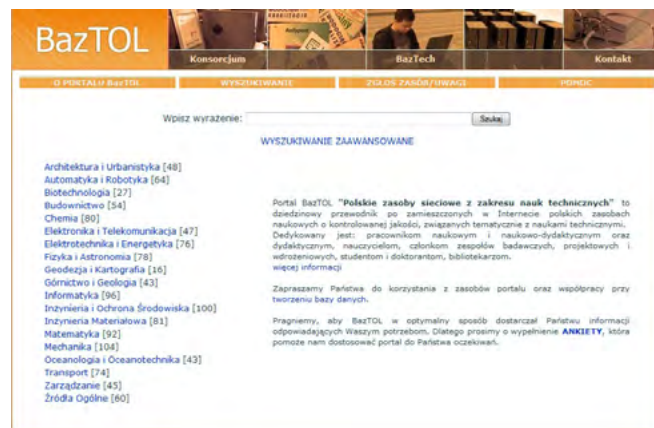 BazTOL
Konsorcjum
BazTech
Kontakt
O PORTALU BazTOL
WYSZUKIWANIE
ZGŁOŚ ZASÓB/UWAGI
POMOC
Wpisz wyrażenie:
Szukaj
WYSZUKIWANIE ZAAWANSOWANE
Architektura i Urbanistyka [48]
Automatyka i Robotyka [64]
Biotechnologia [27]
Budownictwo [54]
Chemia [80]
Elektronika i Telekomunikacja [47]
Elektrotechnika i Energetyka [76]
Fizyka i Astronomia [78]
Geodezja i Kartografia [16]
Górnictwo i Geologia [43]
Informatyka [96]
Inżynieria i Ochrona Środowiska [100]
Inżynieria Materiałowa [81]
Matematyka [92]
Mechanika [104]
Oceanologia i Oceanotechnika [43]
Transport [74]
Zarządzanie [45]
Źródła Ogólne [60]
Portal BazTOL "Polskie zasoby sieciowe z zakresu nauk technicznych" to
dziedzinowy przewodnik po zamieszczonych w Internecie polskich zasobach
naukowych o kontrolowanej jakości, związanych tematycznie z naukami technicznymi.
Dedykowany jest: pracownikom naukowym i naukowo-dydaktycznym oraz
dydaktycznym, nauczycielom, członkom zespołów badawczych, projektowych i
wdrożeniowych, studentom i doktorantom, bibliotekarzom.
więcej informacji
Zapraszamy Państwa do korzystania z zasobów portalu oraz współpracy przy
tworzeniu bazy danych.
Pragniemy, aby BazTOL w optymalny sposób dostarczał Państwu informacji
odpowiadających Waszym potrzebom. Dlatego prosimy o wypełnienie ANKIETY, która
pomoże nam dostosować portal do Państwa oczekiwań.